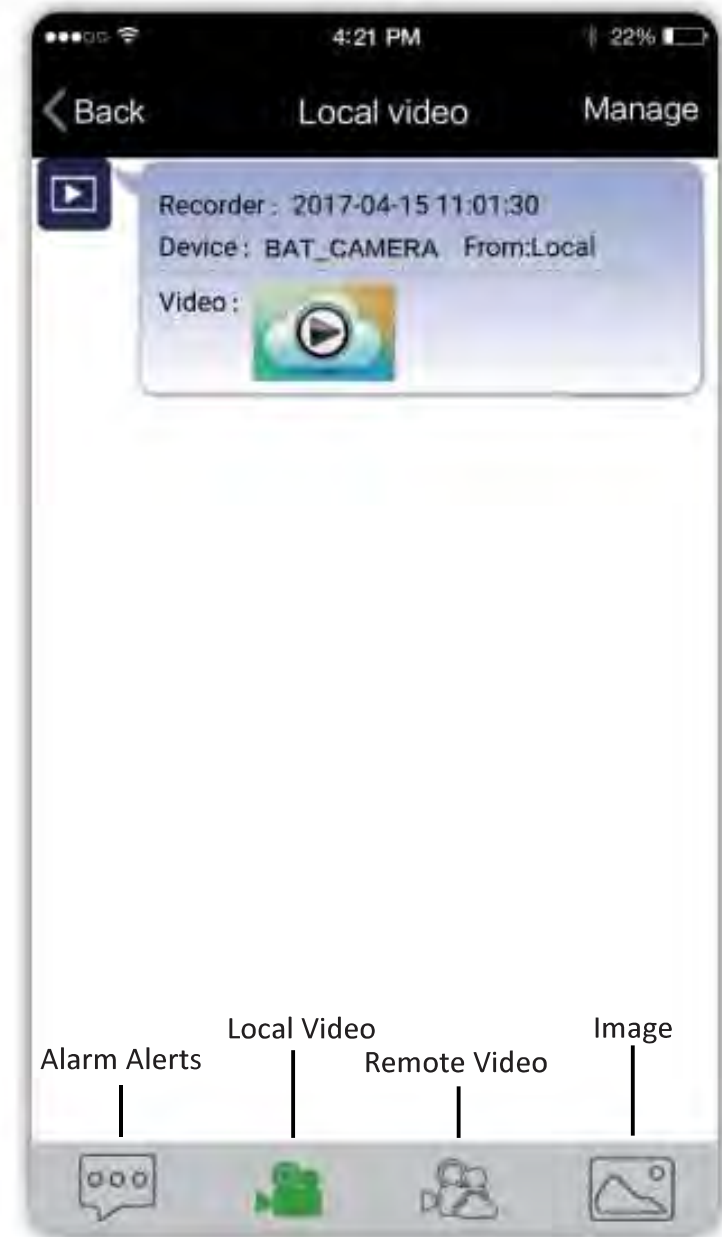 4:21 PM
22%
Back
Local video
Manage
Recorder : 2017-04-15 11:01:30
Device : BAT_CAMERA From:Local
Video :
Local Video
Image
Alarm Alerts
Remote Video